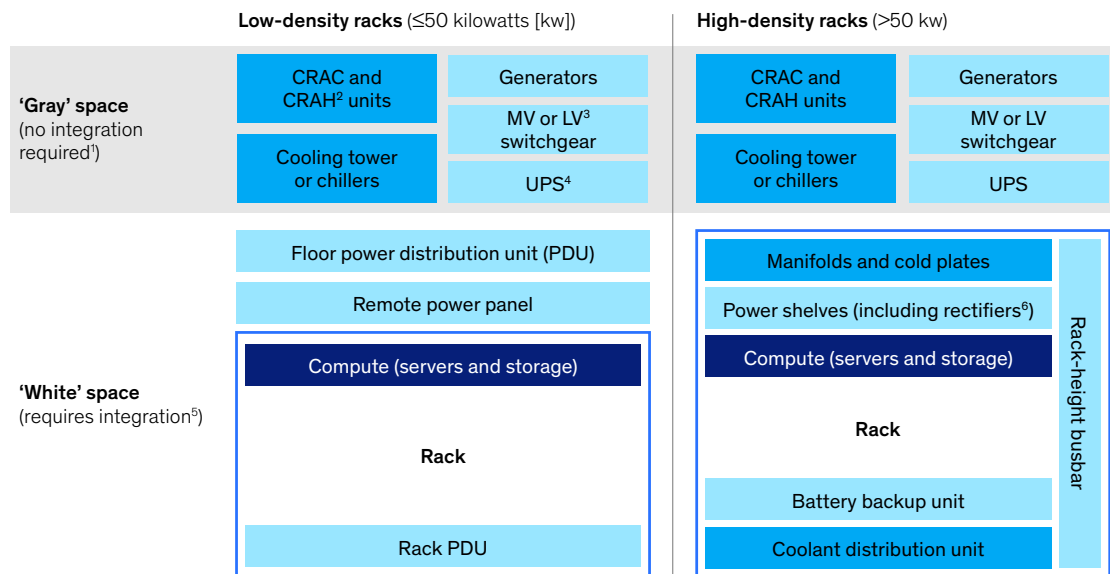 Low-density racks (≤50 kilowatts [kw])
High-density racks (>50 kw)
‘Gray’ space
(no integration
required¹)
CRAC and
CRAH² units
Cooling tower
or chillers
Generators
MV or LV³
switchgear
UPS⁴
CRAC and
CRAH units
Cooling tower
or chillers
Generators
MV or LV
switchgear
UPS
‘White’ space
(requires integration⁵)
Floor power distribution unit (PDU)
Remote power panel
Compute (servers and storage)
Rack
Rack PDU
Manifolds and cold plates
Power shelves (including rectifiers⁶)
Compute (servers and storage)
Rack
Battery backup unit
Coolant distribution unit
Rack-height busbar